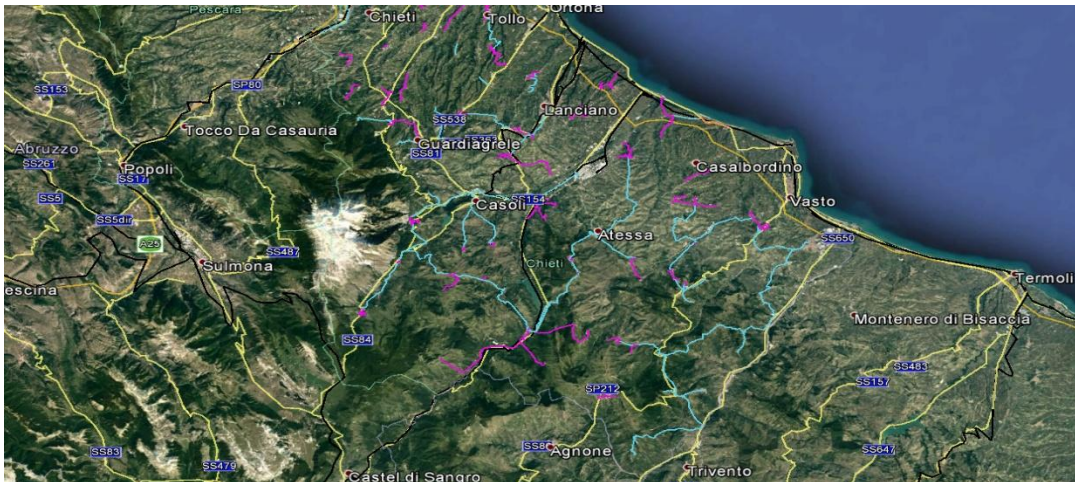 Pescara
Chieti
Tollo
Ortona
SS153
SP80
Lanciano
SS538
Tocco Da Casauria
Guardiagrele
SS81
Abruzzo
SS261
Popoli
SS17
Casalbordino
SS5
SS154
Casoli
Vasto
SS5dir
Atessa
SS650
A25
SS487
Sulmona
Chieti
escina
Termoli
Montenero di Bisaccia
SS84
SS483
SS157
SP212
SS83
SS479
SS86
Agnone
SS647
Castel di Sangro
Trivento